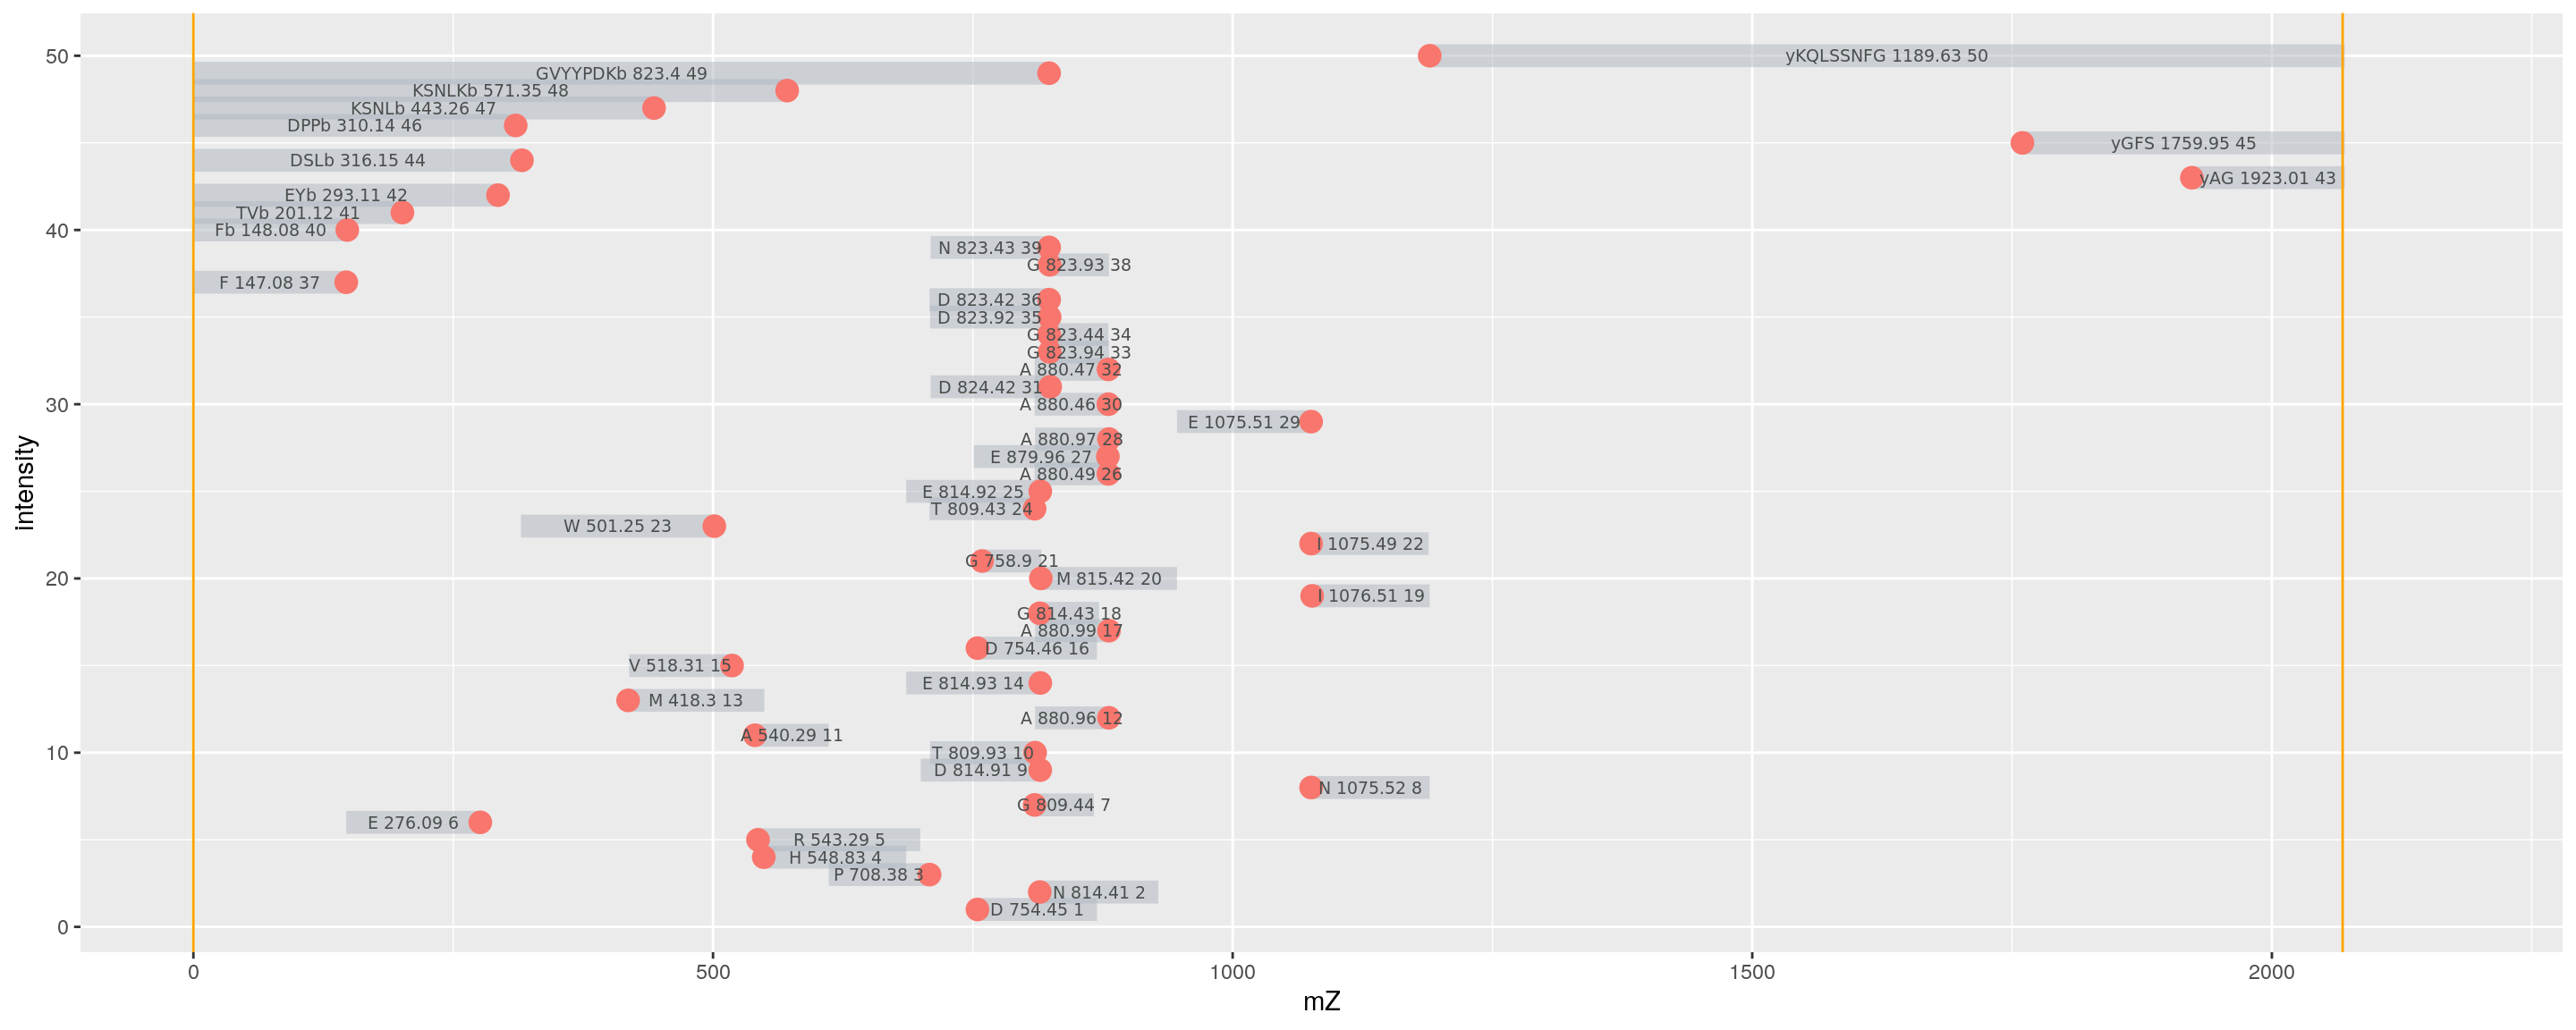 50
yKQLSSNFG 1189.63 50
GVYYPDKb 823.4 49
KSNLKb 571.35 48
KSNLb 443.26 47
DPPb 310.14 46
yGFS 1759.95 45
DSLb 316.15 44
yAG 1923.01 43
EYb 293.11 42
TVb 201.12 41
40
Fb 148.08 40
N 823.43 39
G 823.93 38
F 147.08 37
D 823.42 36
D 823.92 35
G 823.44 34
G 823.94 33
A 880.47 32
D 824.42 31
30
A 880.46 30
E 1075.51 29
A 880.97 28
E 879.96 27
A 880.49 26
E 814.92 25
T 809.43 24
W 501.25 23
I 1075.49 22
G 758.9 21
20
M 815.42 20
I 1076.51 19
G 814.43 18
A 880.99 17
D 754.46 16
V 518.31 15
E 814.93 14
M 418.3 13
A 880.96 12
A 540.29 11
10
T 809.93 10
D 814.91 9
N 1075.52 8
G 809.44 7
E 276.09 6
R 543.29 5
H 548.83 4
P 708.38 3
N 814.41 2
D 754.45 1
0
intensity
0 500 1000 1500 2000
mZ